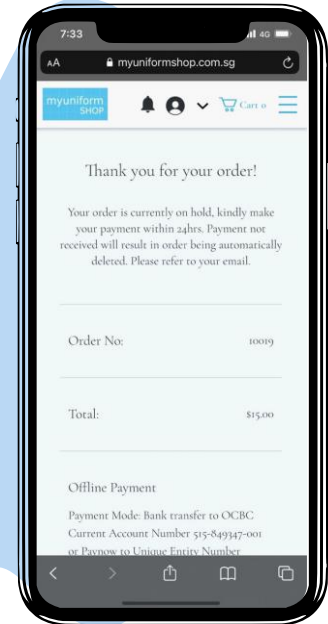 7:33
4G
AA myuniformshop.com.sg
myuniform
SHOP
Cart 0
Thank you for your order!
Your order is currently on hold, kindly make
your payment within 24hrs. Payment not
received will result in order being automatically
deleted. Please refer to your email.
Order No: 10019
Total: $15.00
Offline Payment
Payment Mode: Bank transfer to OCBC
Current Account Number 515-849347-001
or Paynow to Unique Entity Number